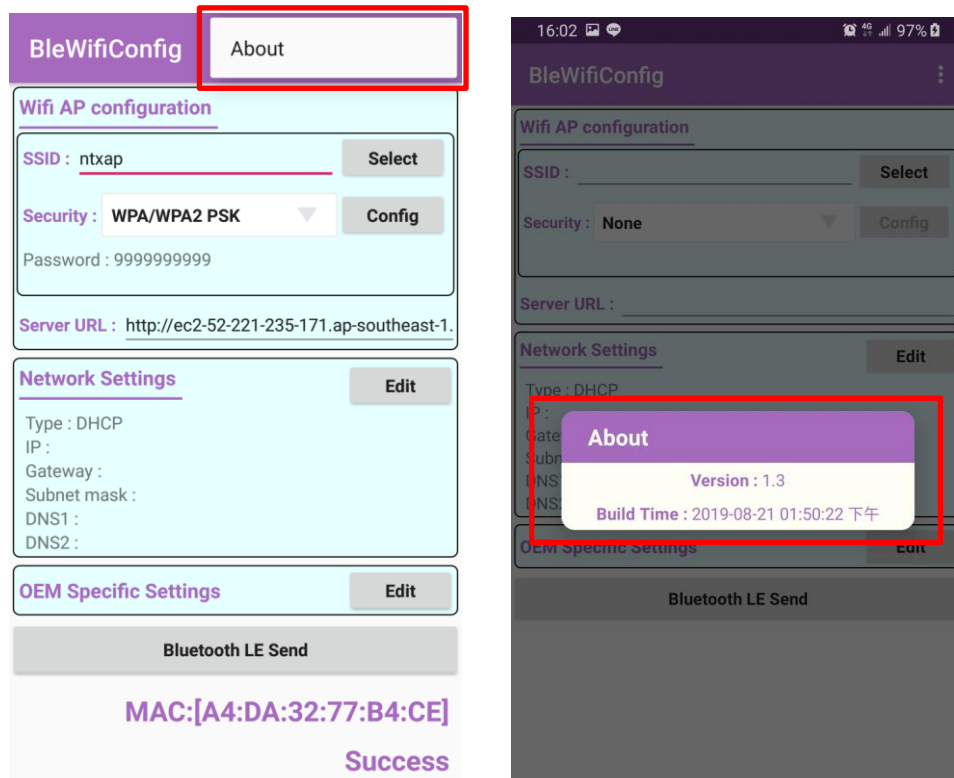 BleWifiConfig
About
Wifi AP configuration
SSID : ntxap
Select
Security : WPA/WPA2 PSK
Config
Password : 9999999999
Server URL : http://ec2-52-221-235-171.ap-southeast-1.
Network Settings
Edit
Type : DHCP
IP :
Gateway :
Subnet mask :
DNS1 :
DNS2 :
OEM Specific Settings
Edit
Bluetooth LE Send
MAC:[A4:DA:32:77:B4:CE]
Success
16:02
4G
97%
BleWifiConfig
Wifi AP configuration
SSID :
Select
Security : None
Config
Server URL :
Network Settings
Edit
Type : DHCP
IP :
About
Version : 1.3
Build Time : 2019-08-21 01:50:22 下午
OEM Specific Settings
Edit
Bluetooth LE Send